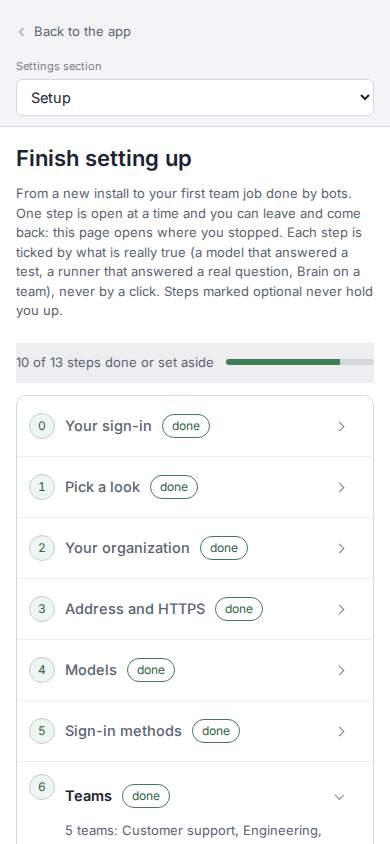 Back to the app
Settings section
Setup
Finish setting up
From a new install to your first team job done by bots.
One step is open at a time and you can leave and come
back: this page opens where you stopped. Each step is
ticked by what is really true (a model that answered a
test, a runner that answered a real question, Brain on a
team), never by a click. Steps marked optional never hold
you up.
10 of 13 steps done or set aside
0 Your sign-in done
1 Pick a look done
2 Your organization done
3 Address and HTTPS done
4 Models done
5 Sign-in methods done
6 Teams done
5 teams: Customer support, Engineering,